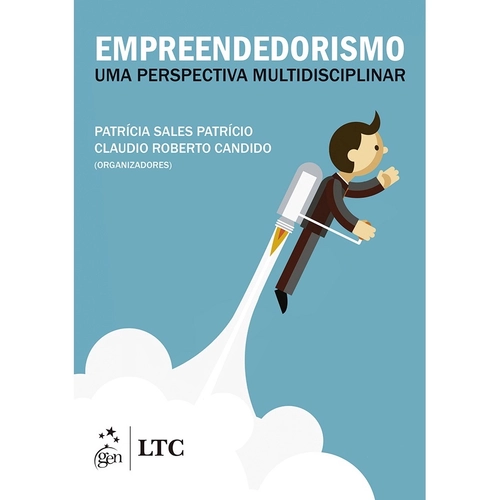 EMPREENDEDORISMO
UMA PERSPECTIVA MULTIDISCIPLINAR
PATRÍCIA SALES PATRÍCIO
CLAUDIO ROBERTO CANDIDO
(ORGANIZADORES)
gen LTC